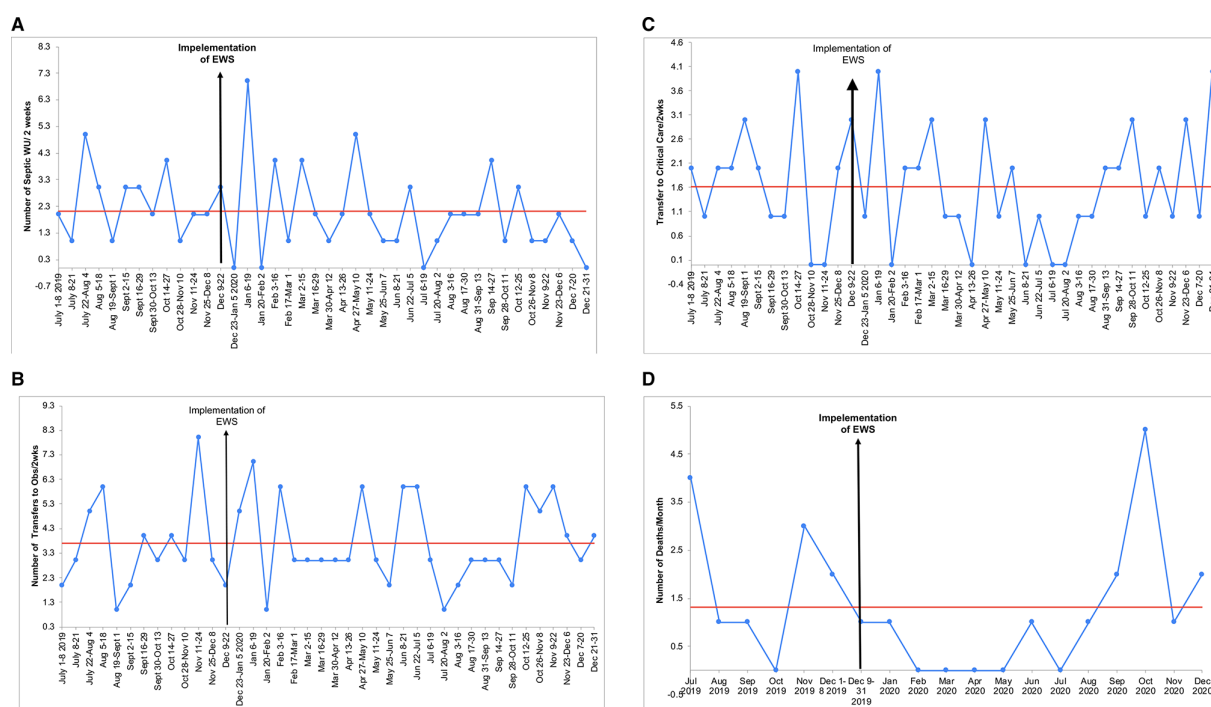 A
Impelementation
of EWS
Number of Septic WU/ 2 weeks
8.3
7.3
6.3
5.3
4.3
3.3
2.3
1.3
0.3
-0.7
July 1-8 2019
July 8-21
July 22-Aug 4
Aug 5-18
Aug 19-Sept 1
Sept 2-15
Sept 16-29
Sept 30-Oct 13
Oct 14-27
Oct 28-Nov 10
Nov 11-24
Nov 25-Dec 8
Dec 9-22
Dec 23-Jan 5 2020
Jan 6-19
Jan 20-Feb 2
Feb 3-16
Feb 17-Mar 1
Mar 2-15
Mar 16-29
Mar 30-Apr 12
Apr 13-26
Apr 27-May 10
May 11-24
May 25-Jun 7
Jun 8-21
Jun 22-Jul 5
Jul 6-19
Jul 20-Aug 2
Aug 3-16
Aug 17-30
Aug 31-Sep 13
Sep 14-27
Sep 28-Oct 11
Oct 12-25
Oct 26-Nov 8
Nov 9-22
Nov 23-Dec 6
Dec 7-20
Dec 21-31
B
Implementation of
EWS
Number of Transfers to Obs/2wks
9.3
8.3
7.3
6.3
5.3
4.3
3.3
2.3
1.3
0.3
July 1-8 2019
July 8-21
July 22-Aug 4
Aug 5-18
Aug 19-Sept 1
Sept 2-15
Sept 16-29
Sept 30-Oct 13
Oct 14-27
Oct 28-Nov 10
Nov 11-24
Nov 25-Dec 8
Dec 9-22
Dec 23-Jan 5 2020
Jan 6-19
Jan 20-Feb 2
Feb 3-16
Feb 17-Mar 1
Mar 2-15
Mar 16-29
Mar 30-Apr 12
Apr 13-26
Apr 27-May 10
May 11-24
May 25-Jun 7
Jun 8-21
Jun 22-Jul 5
Jul 6-19
Jul 20-Aug 2
Aug 3-16
Aug 17-30
Aug 31-Sep 13
Sep 14-27
Sep 28-Oct 11
Oct 12-25
Oct 26-Nov 8
Nov 9-22
Nov 23-Dec 6
Dec 7-20
Dec 21-31
C
Implementation of
EWS
Transfer to Critical Care/2wks
4.6
4.1
3.6
3.1
2.6
2.1
1.6
1.1
0.6
0.1
-0.4
July 1-8 2019
July 8-21
July 22-Aug 4
Aug 5-18
Aug 19-Sept 1
Sept 2-15
Sept 16-29
Sept 30-Oct 13
Oct 14-27
Oct 28-Nov 10
Nov 11-24
Nov 25-Dec 8
Dec 9-22
Dec 23-Jan 5 2020
Jan 6-19
Jan 20-Feb 2
Feb 3-16
Feb 17-Mar 1
Mar 2-15
Mar 16-29
Mar 30-Apr 12
Apr 13-26
Apr 27-May 10
May 11-24
May 25-Jun 7
Jun 8-21
Jun 22-Jul 5
Jul 6-19
Jul 20-Aug 2
Aug 3-16
Aug 17-30
Aug 31-Sep 13
Sep 14-27
Sep 28-Oct 11
Oct 12-25
Oct 26-Nov 8
Nov 9-22
Nov 23-Dec 6
Dec 7-20
D
Impelementation
of EWS
Number of Deaths/Month
5.5
4.5
3.5
2.5
1.5
0.5
-0.5
Jul 2019
Aug 2019
Sep 2019
Oct 2019
Nov 2019
Dec 1-8 2019
Dec 9-31 2019
Jan 2020
Feb 2020
Mar 2020
Apr 2020
May 2020
Jun 2020
Jul 2020
Aug 2020
Sep 2020
Oct 2020
Nov 2020